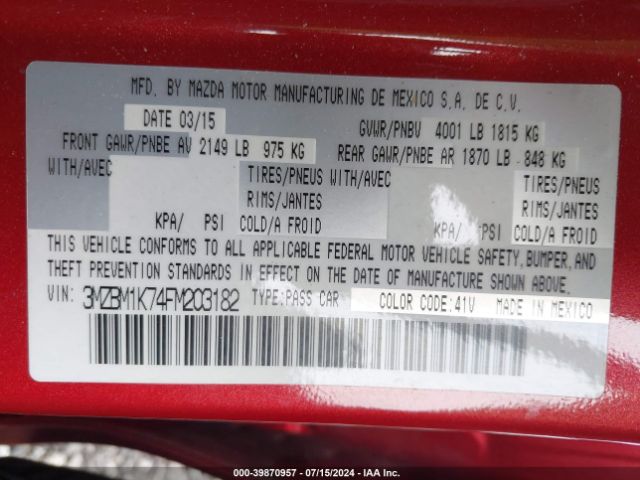 MFD. BY MAZDA MOTOR MANUFACTURING DE MEXICO S.A. DE C.V.
DATE 03/15
GVWR/PNBV 4001 LB 1815 KG
FRONT GAWR/PNBE AV 2149 LB 975 KG
REAR GAWR/PNBE AR 1870 LB 848 KG
WITH/AVEC TIRES/PNEUS WITH/AVEC TIRES/PNEUS
RIMS/JANTES RIMS/JANTES
KPA/ PSI COLD/A FROID KPA/ PSI COLD/A FROID
THIS VEHICLE CONFORMS TO ALL APPLICABLE FEDERAL MOTOR VEHICLE SAFETY, BUMPER, AND
THEFT PREVENTION STANDARDS IN EFFECT ON THE DATE OF MANUFACTURE SHOWN ABOVE.
VIN: 3MZBM1K74FM203182 TYPE:PASS CAR COLOR CODE:41V MADE IN MEXICO
000-39870957 - 07/15/2024 - IAA Inc.